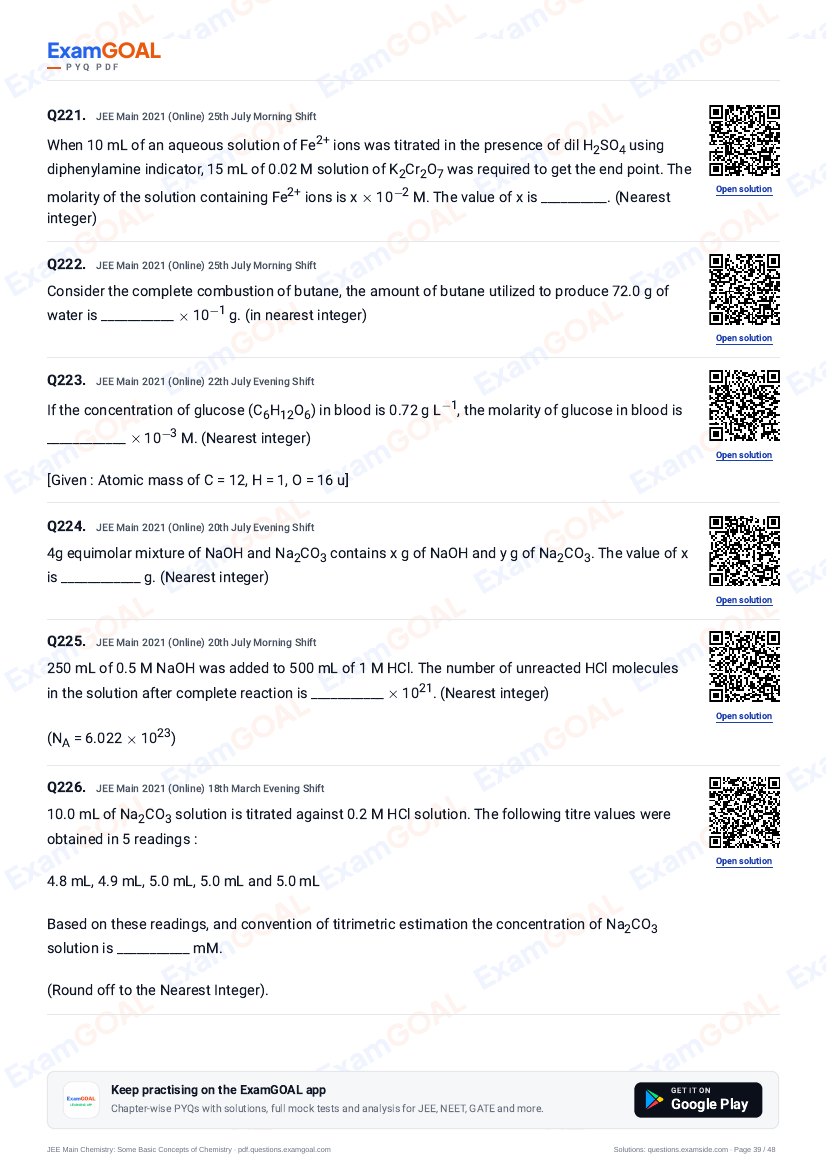 ExamGOAL
PYQ PDF
Q221. JEE Main 2021 (Online) 25th July Morning Shift
When 10 mL of an aqueous solution of Fe²⁺ ions was titrated in the presence of dil H₂SO₄ using
diphenylamine indicator, 15 mL of 0.02 M solution of K₂Cr₂O₇ was required to get the end point. The
molarity of the solution containing Fe²⁺ ions is x × 10⁻² M. The value of x is __________. (Nearest
integer)
Open solution
Q222. JEE Main 2021 (Online) 25th July Morning Shift
Consider the complete combustion of butane, the amount of butane utilized to produce 72.0 g of
water is ___________ × 10⁻¹ g. (in nearest integer)
Open solution
Q223. JEE Main 2021 (Online) 22th July Evening Shift
If the concentration of glucose (C₆H₁₂O₆) in blood is 0.72 g L⁻¹, the molarity of glucose in blood is
____________ × 10⁻³ M. (Nearest integer)
[Given : Atomic mass of C = 12, H = 1, O = 16 u]
Open solution
Q224. JEE Main 2021 (Online) 20th July Evening Shift
4g equimolar mixture of NaOH and Na₂CO₃ contains x g of NaOH and y g of Na₂CO₃. The value of x
is ____________ g. (Nearest integer)
Open solution
Q225. JEE Main 2021 (Online) 20th July Morning Shift
250 mL of 0.5 M NaOH was added to 500 mL of 1 M HCl. The number of unreacted HCl molecules
in the solution after complete reaction is ___________ × 10²¹. (Nearest integer)
(N_A = 6.022 × 10²³)
Open solution
Q226. JEE Main 2021 (Online) 18th March Evening Shift
10.0 mL of Na₂CO₃ solution is titrated against 0.2 M HCl solution. The following titre values were
obtained in 5 readings :
4.8 mL, 4.9 mL, 5.0 mL, 5.0 mL and 5.0 mL
Based on these readings, and convention of titrimetric estimation the concentration of Na₂CO₃
solution is ___________ mM.
(Round off to the Nearest Integer).
Open solution
ExamGOAL
Keep practising on the ExamGOAL app
Chapter-wise PYQs with solutions, full mock tests and analysis for JEE, NEET, GATE and more.
GET IT ON
Google Play
JEE Main Chemistry: Some Basic Concepts of Chemistry · pdf.questions.examgoal.com
Solutions: questions.examside.com · Page 39 / 48